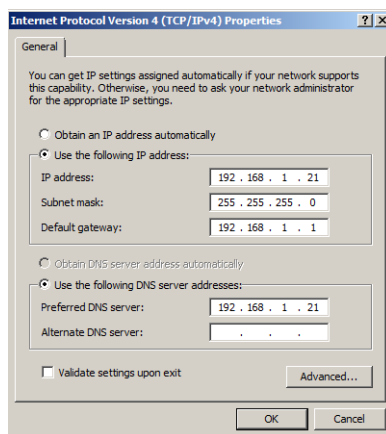 Internet Protocol Version 4 (TCP/IPv4) Properties
General
You can get IP settings assigned automatically if your network supports
this capability. Otherwise, you need to ask your network administrator
for the appropriate IP settings.
Obtain an IP address automatically
Use the following IP address:
IP address: 192 . 168 . 1 . 21
Subnet mask: 255 . 255 . 255 . 0
Default gateway: 192 . 168 . 1 . 1
Obtain DNS server address automatically
Use the following DNS server addresses:
Preferred DNS server: 192 . 168 . 1 . 21
Alternate DNS server: . . .
Validate settings upon exit
Advanced...
OK Cancel